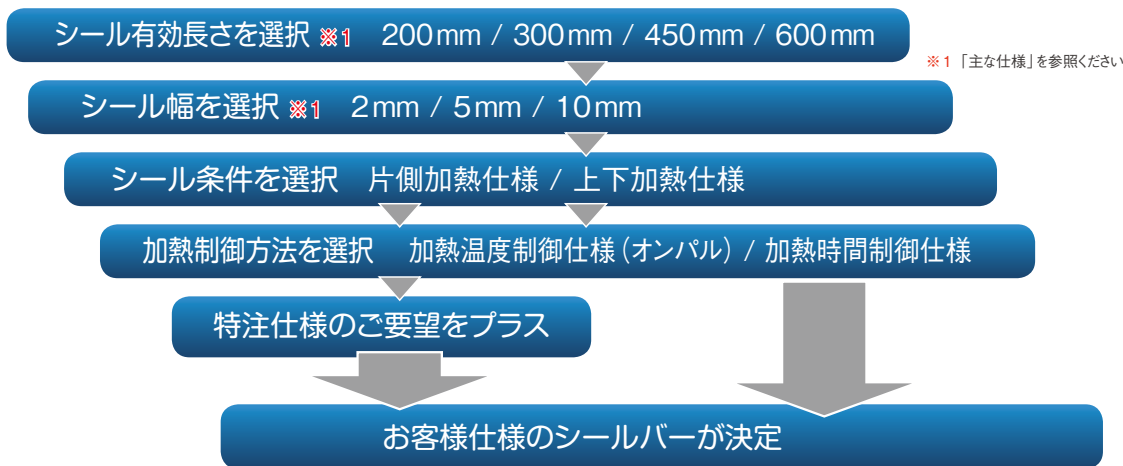 シール有効長さを選択 ※1 200mm / 300mm / 450mm / 600mm
※1「主な仕様」を参照ください
シール幅を選択 ※1 2mm / 5mm / 10mm
シール条件を選択 片側加熱仕様 / 上下加熱仕様
加熱制御方法を選択 加熱温度制御仕様(オンパル) / 加熱時間制御仕様
特注仕様のご要望をプラス
お客様仕様のシールバーが決定